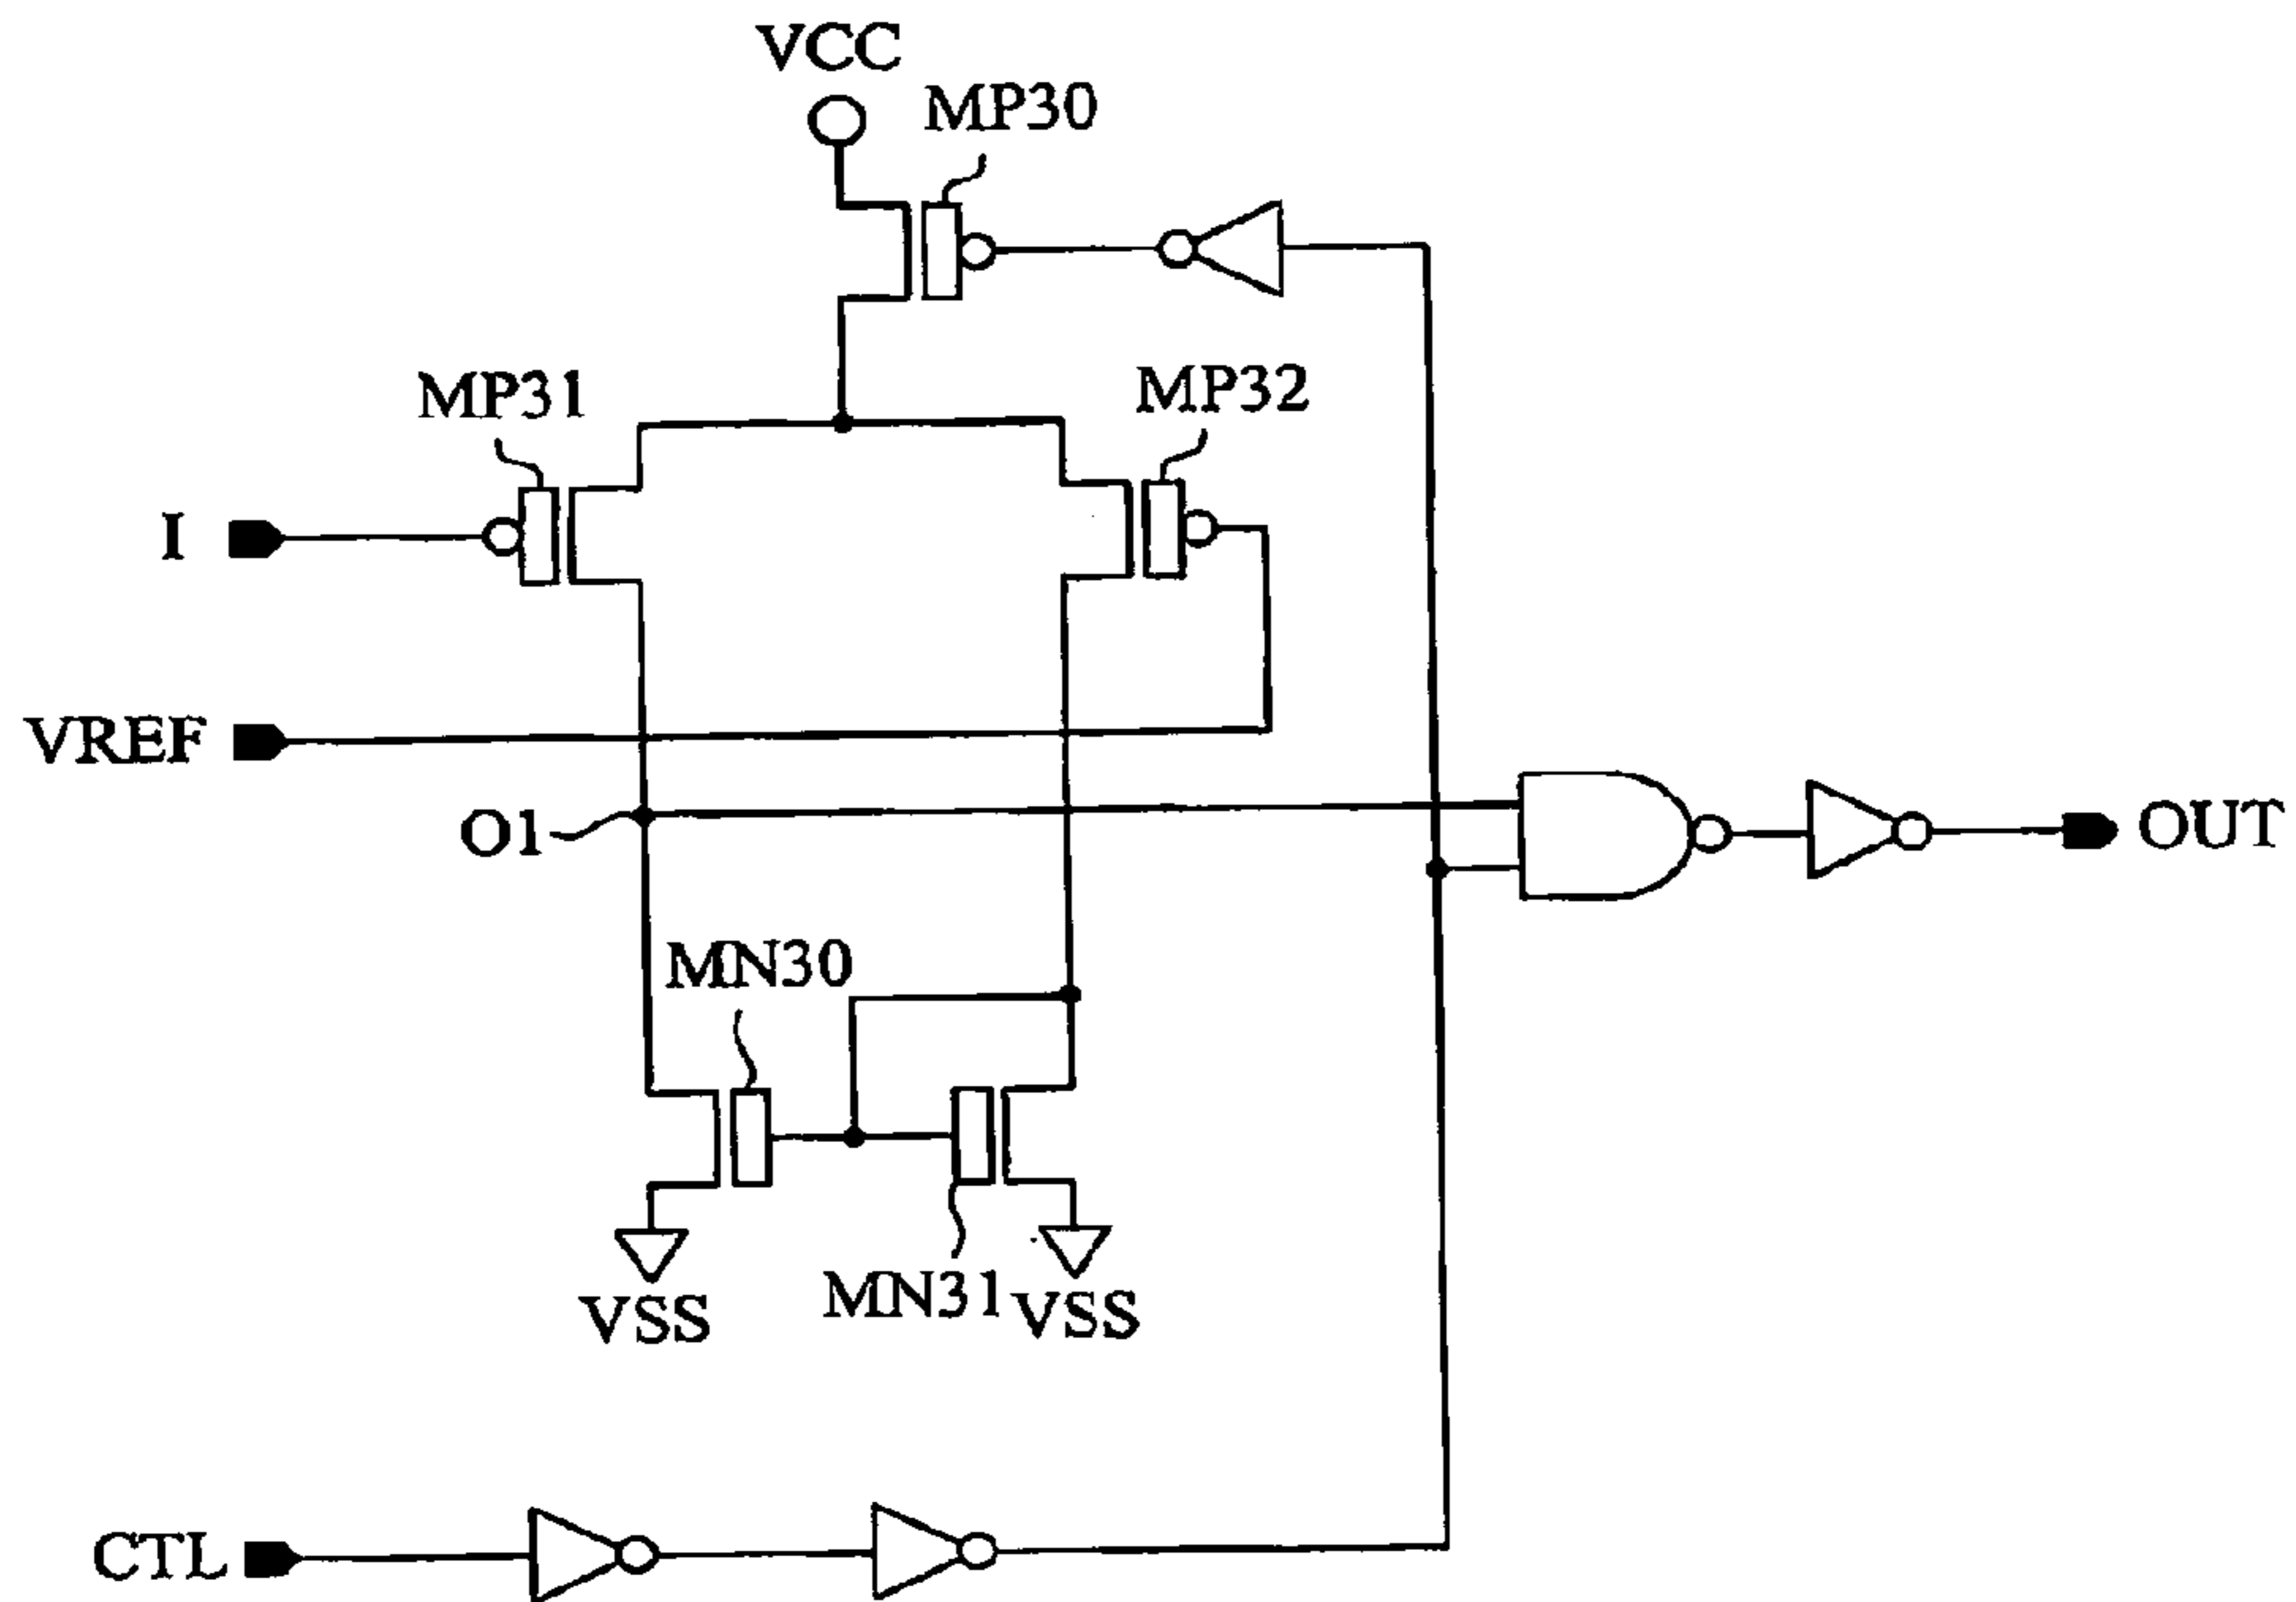 VCC
MP30
MP31
MP32
I
VREF
O1
OUT
MN30
MN31
VSS
VSS
CTL